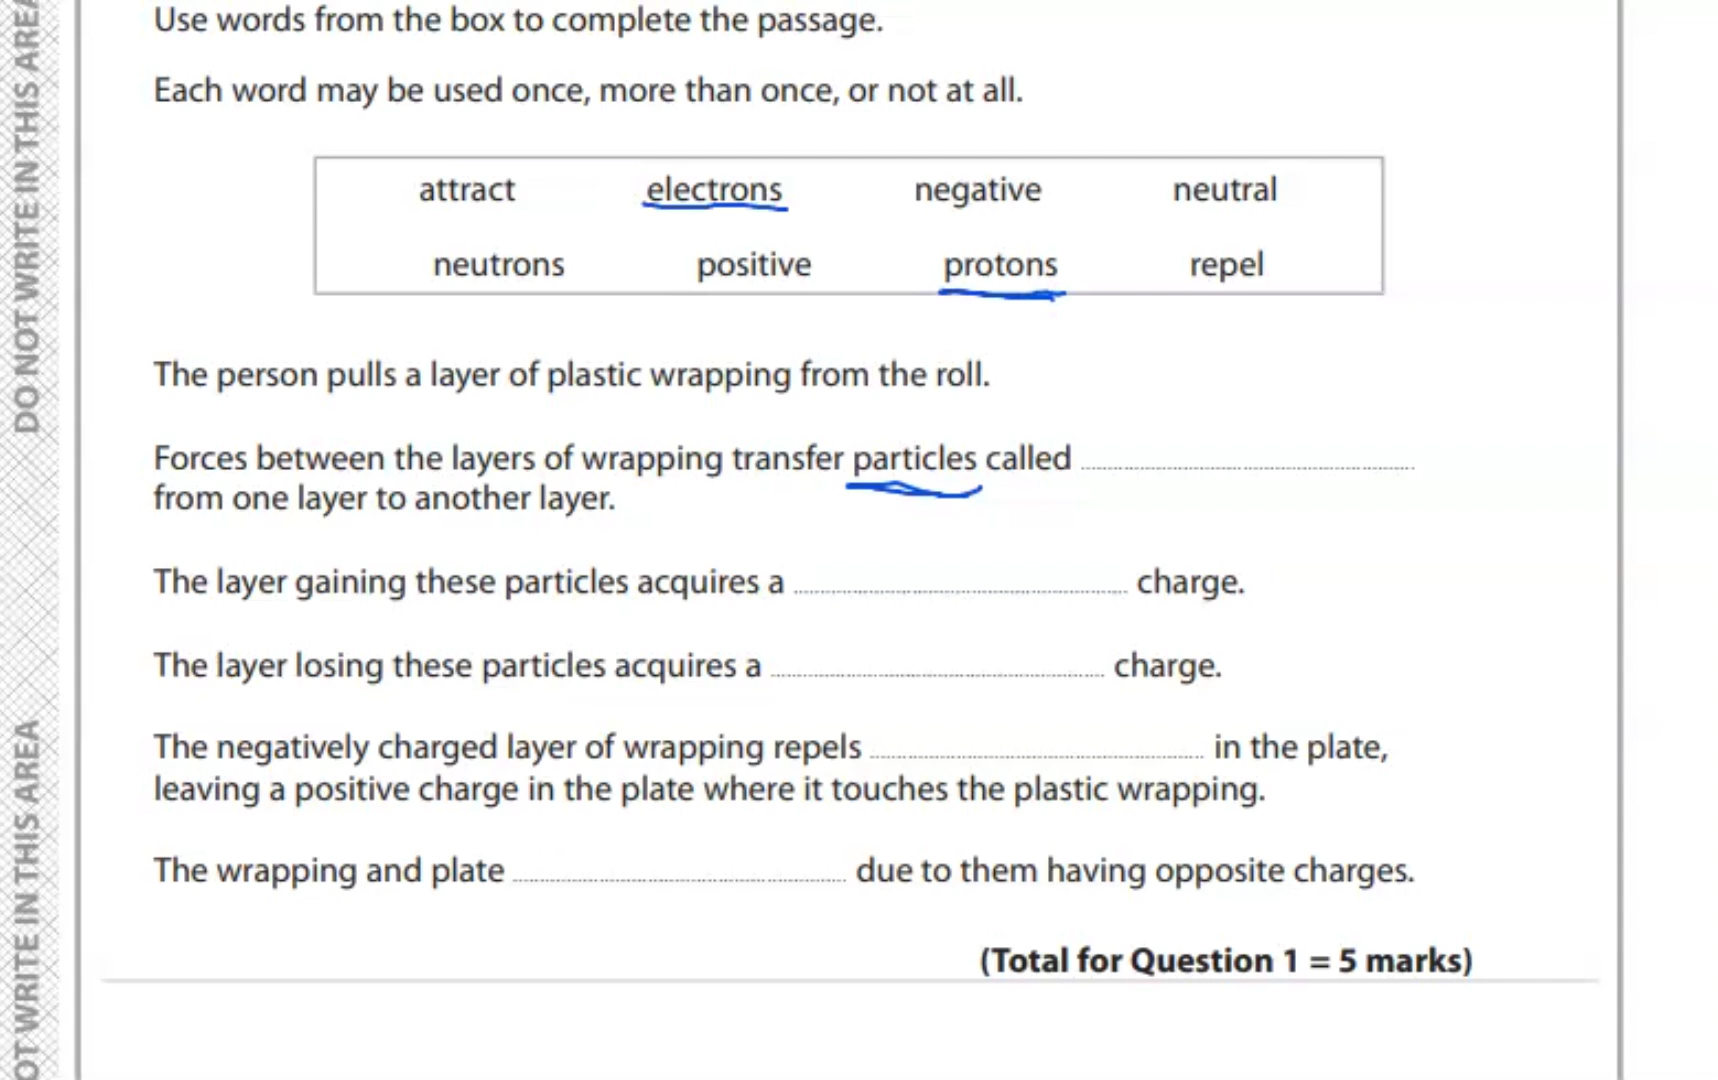 Use words from the box to complete the passage.
Each word may be used once, more than once, or not at all.
attract electrons negative neutral
neutrons positive protons repel
The person pulls a layer of plastic wrapping from the roll.
Forces between the layers of wrapping transfer particles called
from one layer to another layer.
The layer gaining these particles acquires a charge.
The layer losing these particles acquires a charge.
The negatively charged layer of wrapping repels in the plate,
leaving a positive charge in the plate where it touches the plastic wrapping.
The wrapping and plate due to them having opposite charges.
(Total for Question 1 = 5 marks)
DO NOT WRITE IN THIS AREA
OT WRITE IN THIS AREA